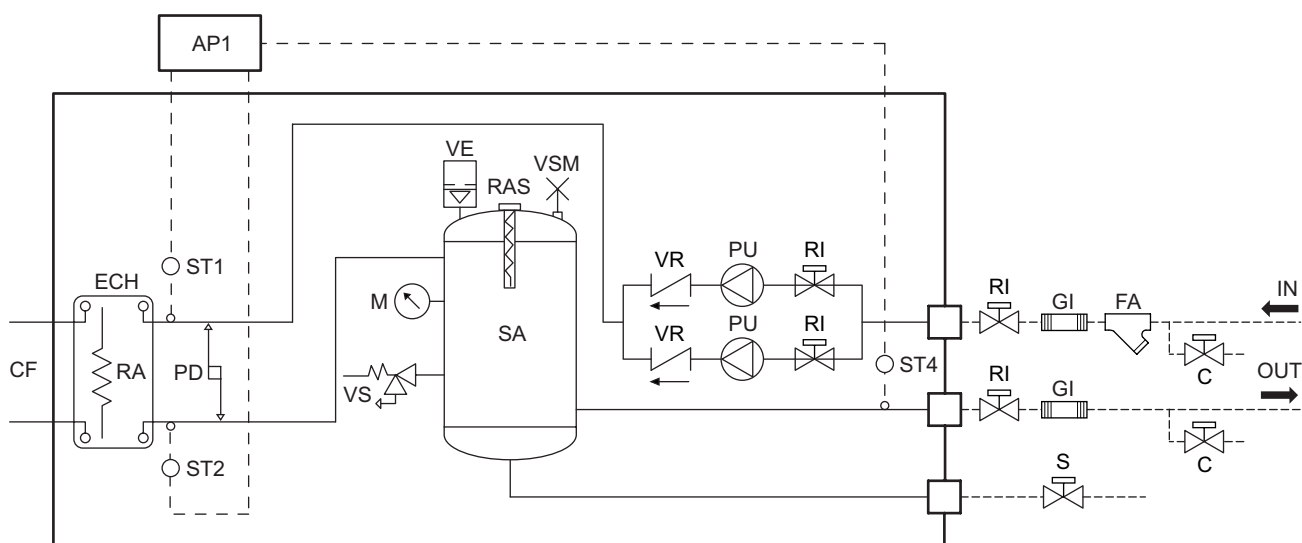 AP1
VE
VSM
RAS
ST1
ECH
VR
PU
RI
RI
GI
FA
IN
M
SA
CF
RA
PD
VR
PU
RI
ST4
C
VS
RI
GI
OUT
ST2
C
S